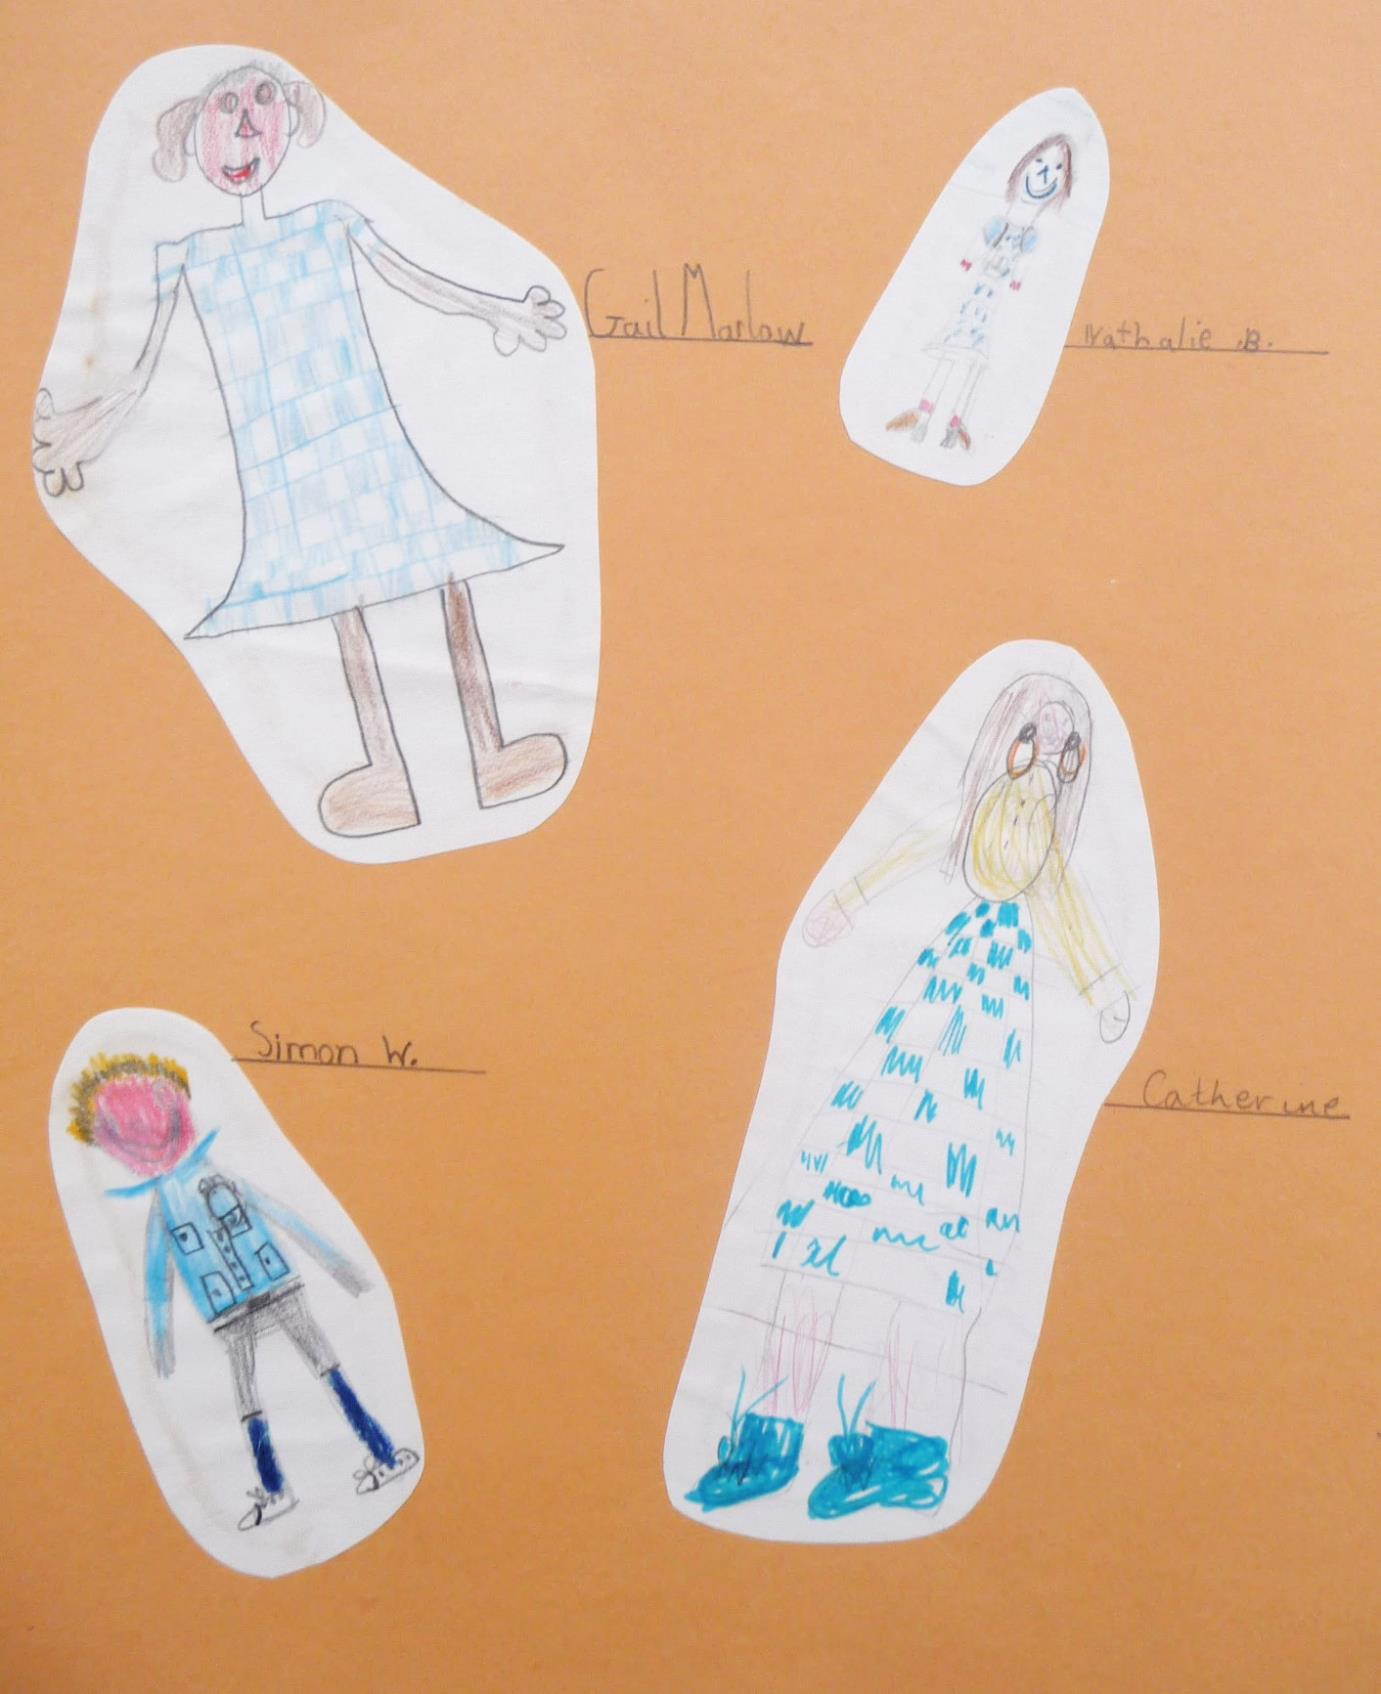 Gail Marlow
Nathalie .B.
Simon W.
Catherine